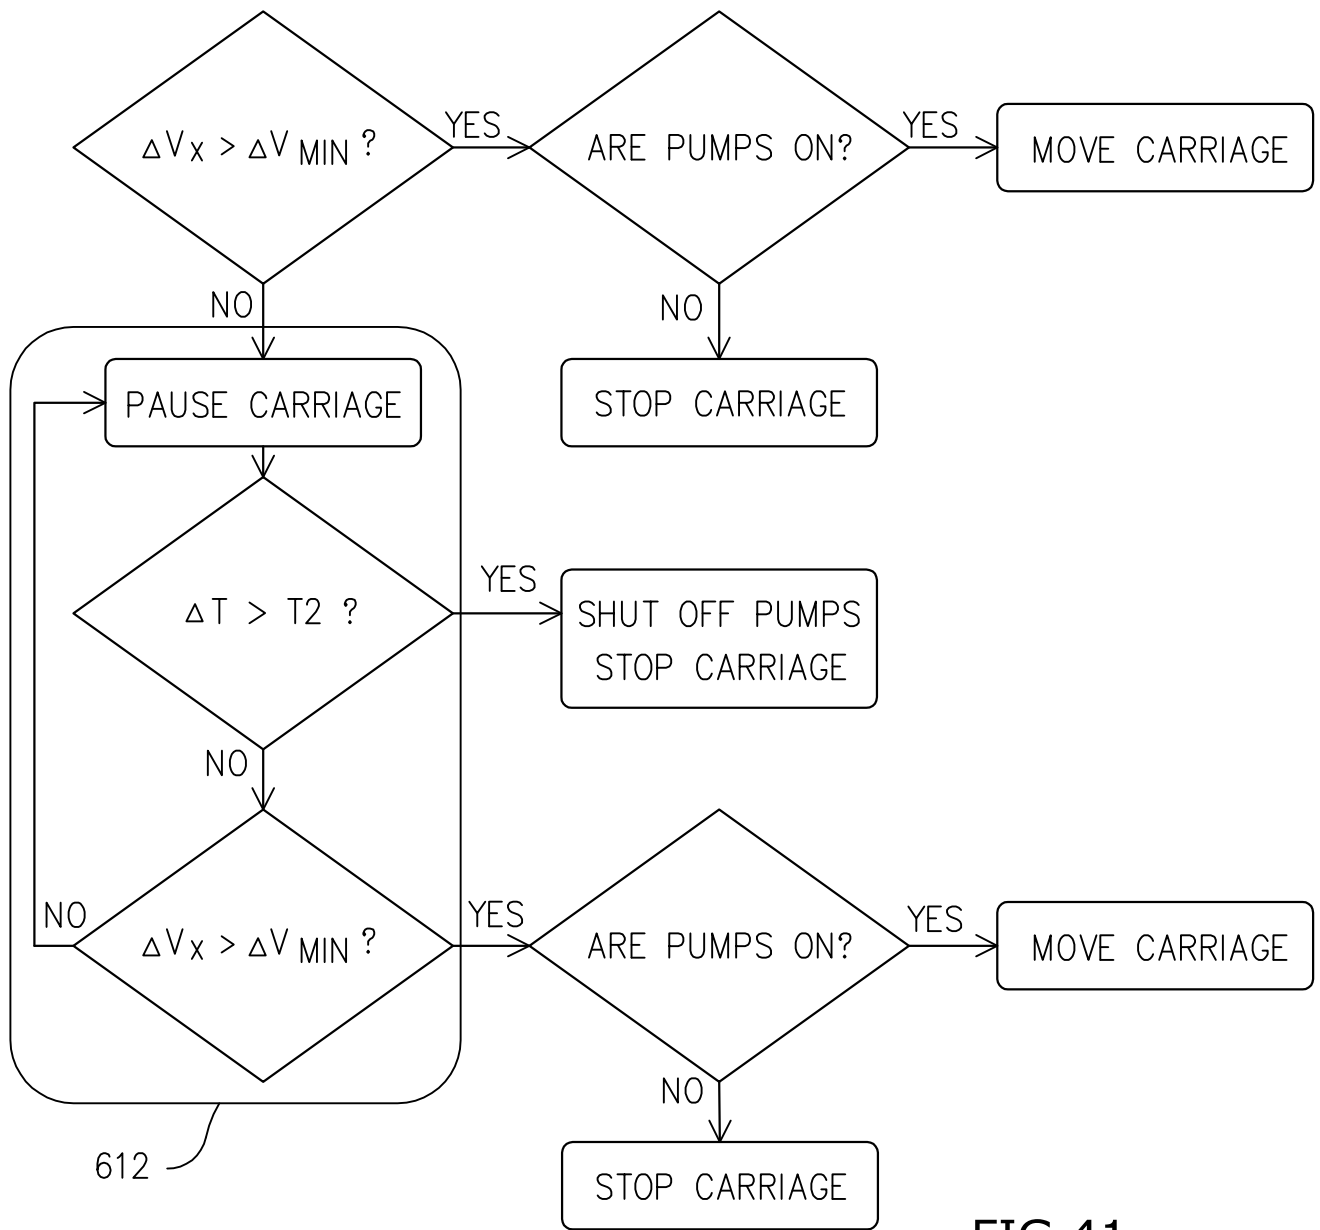 ΔVX > ΔV MIN ?
YES
ARE PUMPS ON?
YES
MOVE CARRIAGE
NO
NO
PAUSE CARRIAGE
STOP CARRIAGE
ΔT > T2 ?
YES
SHUT OFF PUMPS
STOP CARRIAGE
NO
NO
ΔVX > ΔV MIN ?
YES
ARE PUMPS ON?
YES
MOVE CARRIAGE
NO
612
STOP CARRIAGE
FIG.41